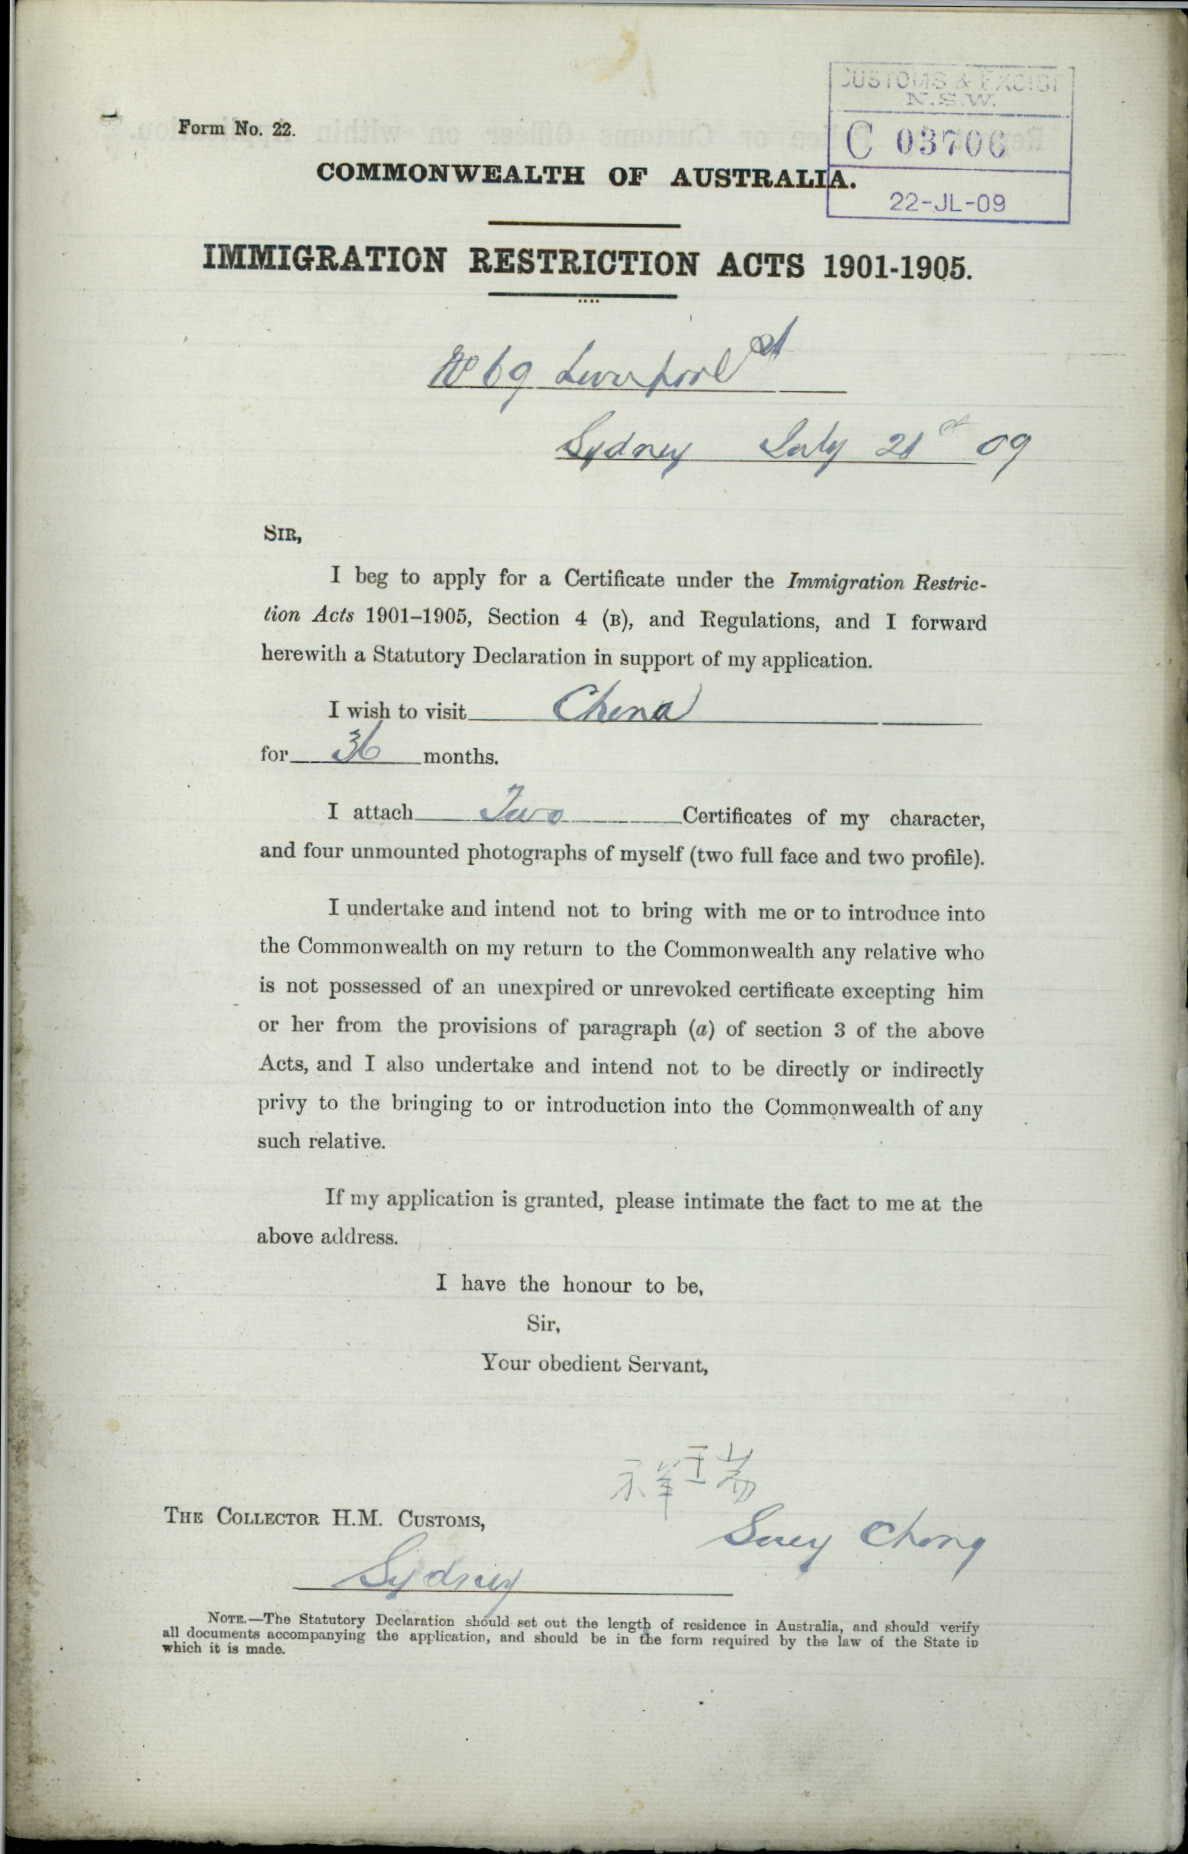 CUSTOMS & EXCISE
N.S.W.
C 03706
22-JL-09
Form No. 22.
COMMONWEALTH OF AUSTRALIA.
IMMIGRATION RESTRICTION ACTS 1901-1905.
No 69 Liverpool St
Sydney July 21st 09
SIR,
I beg to apply for a Certificate under the Immigration Restric-
tion Acts 1901-1905, Section 4 (B), and Regulations, and I forward
herewith a Statutory Declaration in support of my application.
I wish to visit China
for 36 months.
I attach Two Certificates of my character,
and four unmounted photographs of myself (two full face and two profile).
I undertake and intend not to bring with me or to introduce into
the Commonwealth on my return to the Commonwealth any relative who
is not possessed of an unexpired or unrevoked certificate excepting him
or her from the provisions of paragraph (a) of section 3 of the above
Acts, and I also undertake and intend not to be directly or indirectly
privy to the bringing to or introduction into the Commonwealth of any
such relative.
If my application is granted, please intimate the fact to me at the
above address.
I have the honour to be,
Sir,
Your obedient Servant,
祥瑞
THE COLLECTOR H.M. CUSTOMS,
Suey Chong
Sydney
NOTE.—The Statutory Declaration should set out the length of residence in Australia, and should verify
all documents accompanying the application, and should be in the form required by the law of the State in
which it is made.